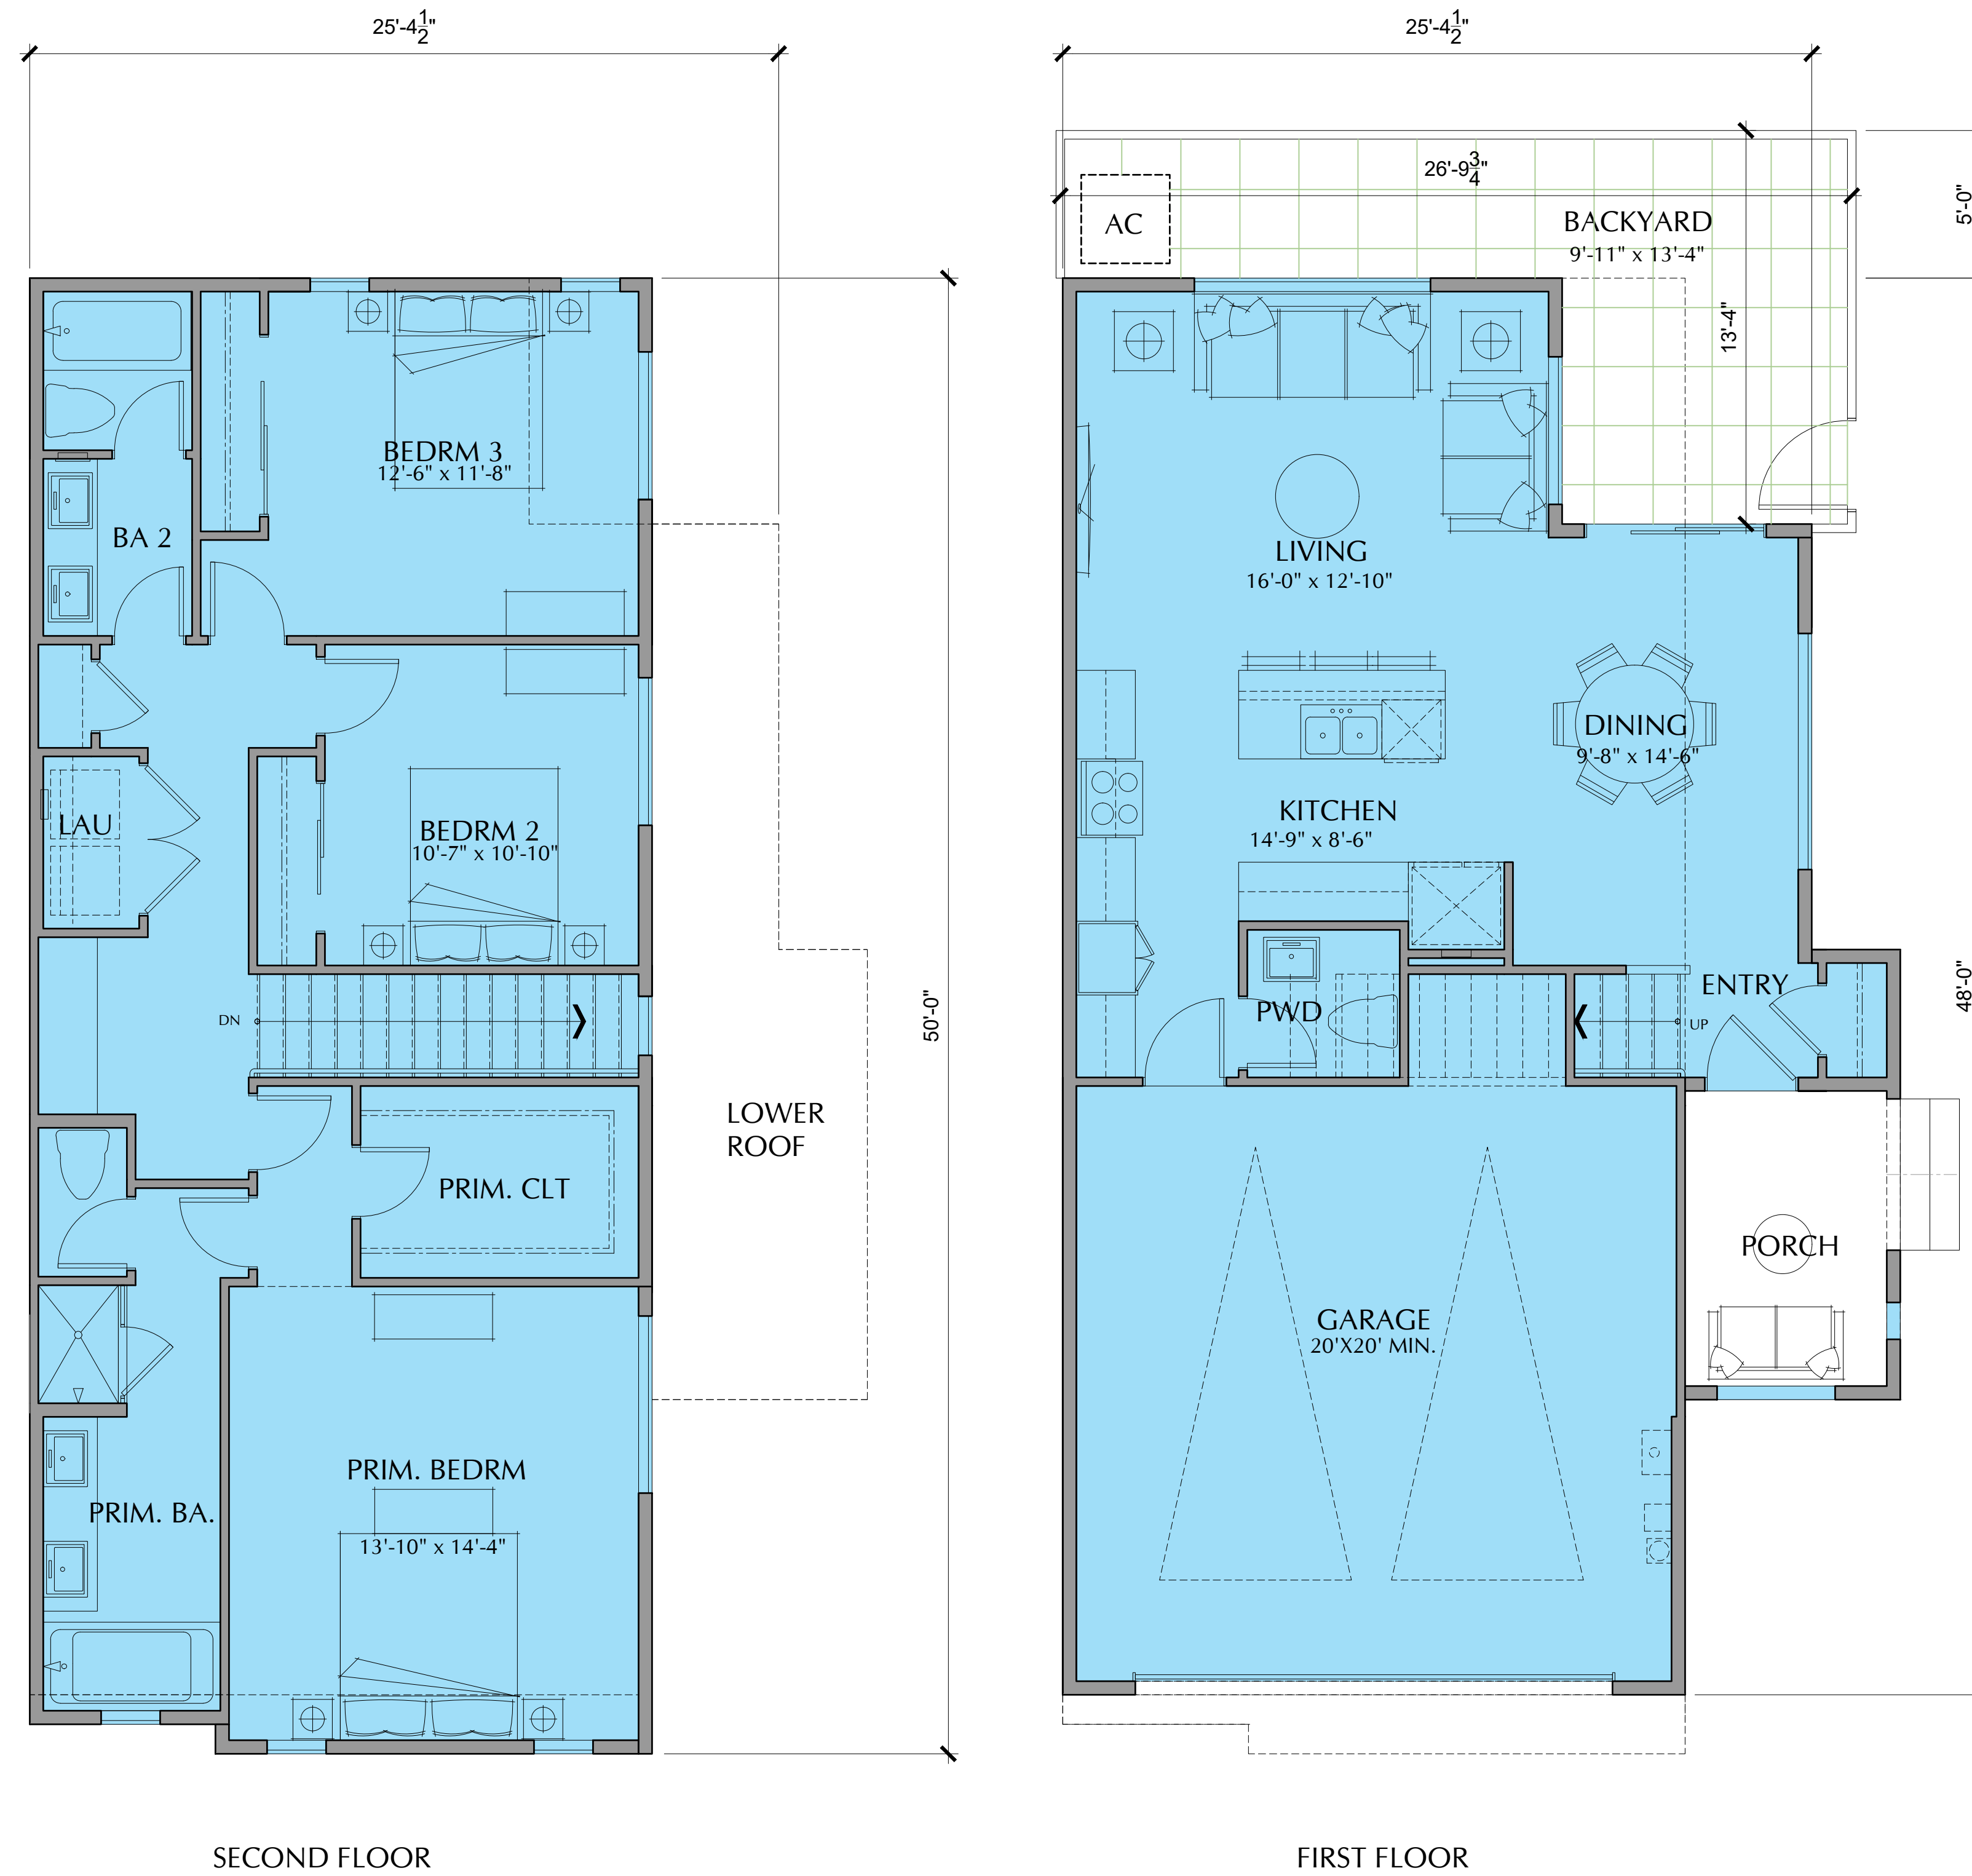 25'-4 1/2"
BEDRM 3
12'-6" x 11'-8"
BA 2
LAU
BEDRM 2
10'-7" x 10'-10"
DN
50'-0"
LOWER
ROOF
PRIM. CLT
PRIM. BEDRM
13'-10" x 14'-4"
PRIM. BA.
SECOND FLOOR
25'-4 1/2"
26'-9 3/4"
AC
BACKYARD
9'-11" x 13'-4"
13'-4"
5'-0"
LIVING
16'-0" x 12'-10"
DINING
9'-8" x 14'-6"
KITCHEN
14'-9" x 8'-6"
ENTRY
PWD
UP
48'-0"
PORCH
GARAGE
20'X20' MIN.
FIRST FLOOR